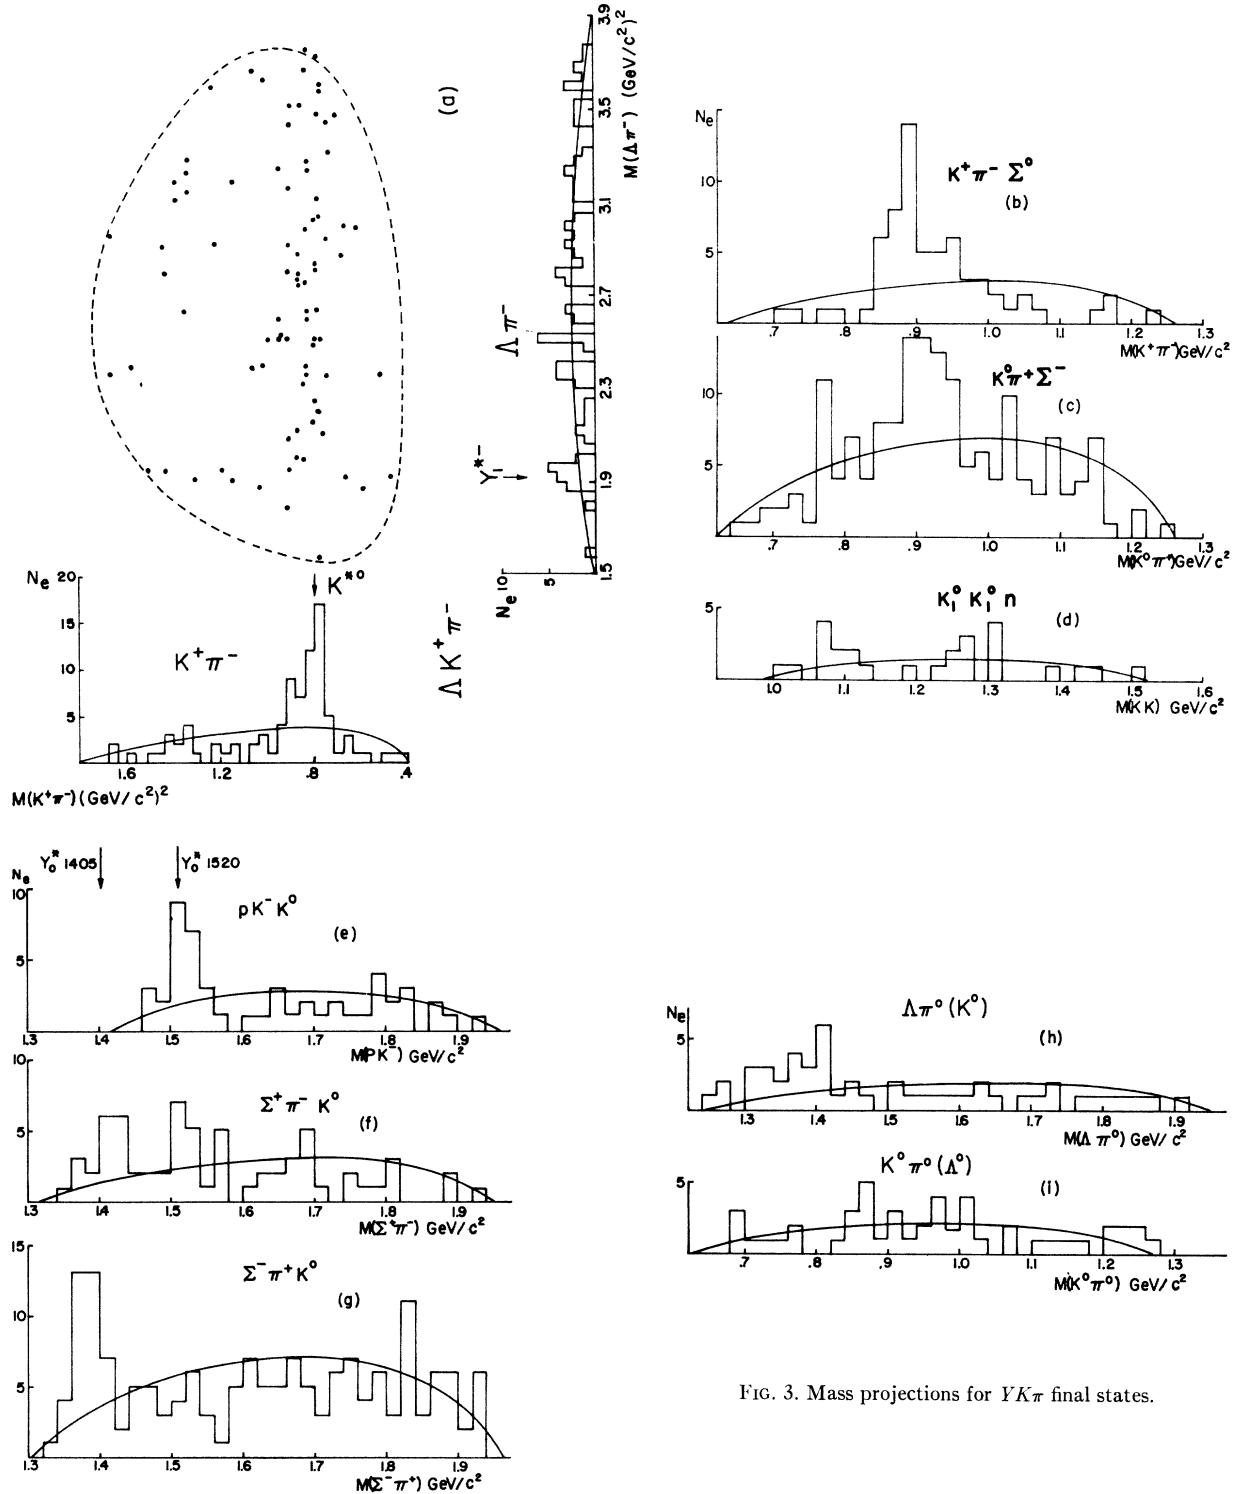 (a)
3.9
3.5
3.1
2.7
2.3
1.9
1.5
M(Λπ⁻) (GeV/c²)²
Λπ⁻
Y₁*⁻
Nₑ 10
5
Nₑ 20
15
10
5
K*⁰
K⁺π⁻
ΛK⁺π⁻
1.6 1.2 .8 .4
M(K⁺π⁻)(GeV/c²)²
Nₑ
10
5
K⁺π⁻ Σ⁰
(b)
.7 .8 .9 1.0 1.1 1.2 1.3
M(K⁺π⁻)GeV/c²
10
5
K⁰π⁺Σ⁻
(c)
.7 .8 .9 1.0 1.1 1.2 1.3
M(K⁰π⁺)GeV/c²
5
K₁⁰ K₁⁰ n
(d)
1.0 1.1 1.2 1.3 1.4 1.5 1.6
M(KK) GeV/c²
Y₀* 1405
Y₀* 1520
Nₑ
10
5
pK⁻K⁰
(e)
1.3 1.4 1.5 1.6 1.7 1.8 1.9
M(PK⁻) GeV/c²
10
5
Σ⁺π⁻ K⁰
(f)
1.3 1.4 1.5 1.6 1.7 1.8 1.9
M(Σ⁺π⁻) GeV/c²
15
10
5
Σ⁻π⁺K⁰
(g)
1.3 1.4 1.5 1.6 1.7 1.8 1.9
M(Σ⁻π⁺) GeV/c²
Nₑ
5
Λπ⁰(K⁰)
(h)
1.3 1.4 1.5 1.6 1.7 1.8 1.9
M(Λπ⁰) GeV/c²
5
K⁰π⁰(Λ⁰)
(i)
.7 .8 .9 1.0 1.1 1.2 1.3
M(K⁰π⁰) GeV/c²
FIG. 3. Mass projections for YKπ final states.